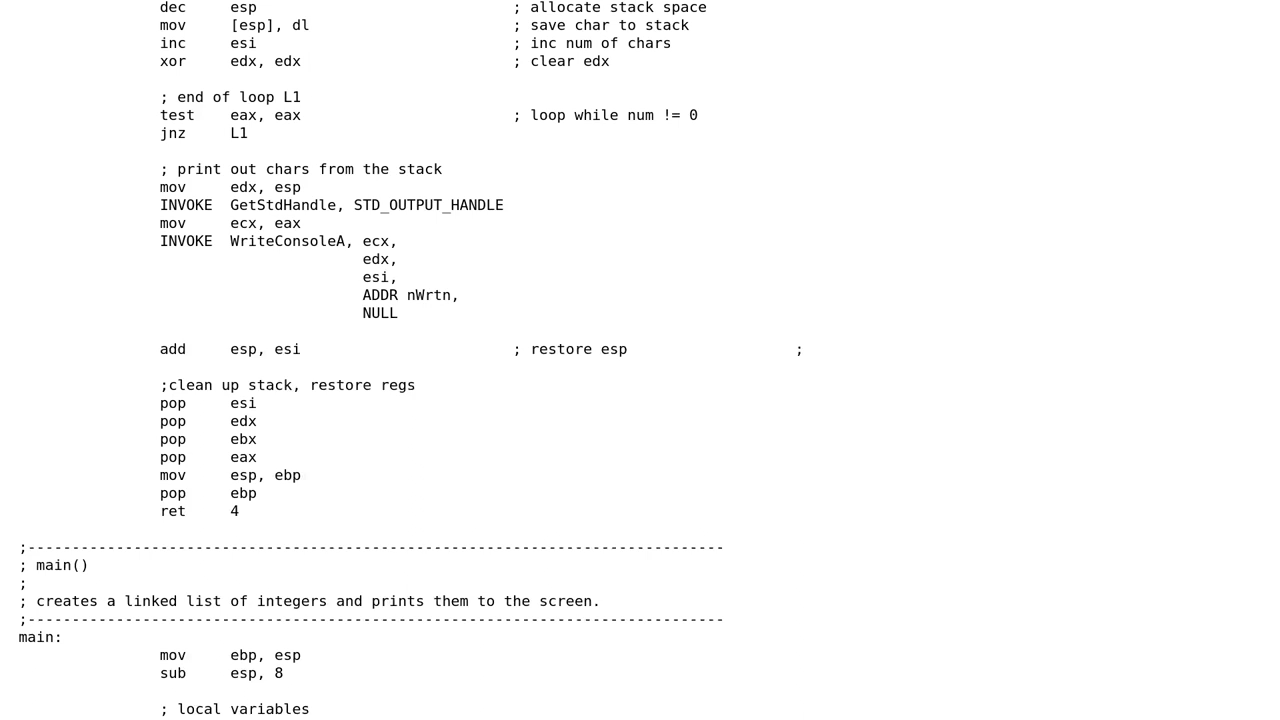 dec     esp                             ; allocate stack space
mov     [esp], dl                       ; save char to stack
inc     esi                             ; inc num of chars
xor     edx, edx                        ; clear edx
; end of loop L1
test    eax, eax                        ; loop while num != 0
jnz     L1
; print out chars from the stack
mov     edx, esp
INVOKE  GetStdHandle, STD_OUTPUT_HANDLE
mov     ecx, eax
INVOKE  WriteConsoleA, ecx,
edx,
esi,
ADDR nWrtn,
NULL
add     esp, esi                        ; restore esp                   ;
;clean up stack, restore regs
pop     esi
pop     edx
pop     ebx
pop     eax
mov     esp, ebp
pop     ebp
ret     4
;-------------------------------------------------------------------------------
; main()
;
; creates a linked list of integers and prints them to the screen.
;-------------------------------------------------------------------------------
main:
mov     ebp, esp
sub     esp, 8
; local variables